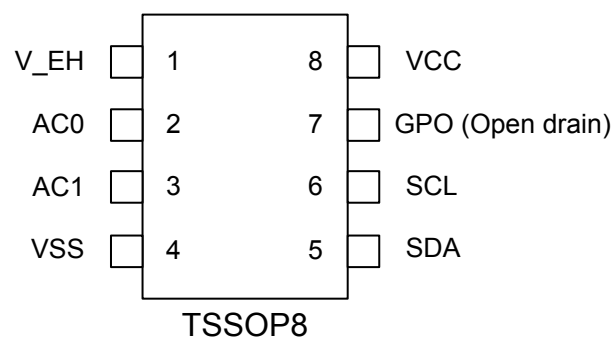 V_EH 1 8 VCC
AC0 2 7 GPO (Open drain)
AC1 3 6 SCL
VSS 4 5 SDA
TSSOP8